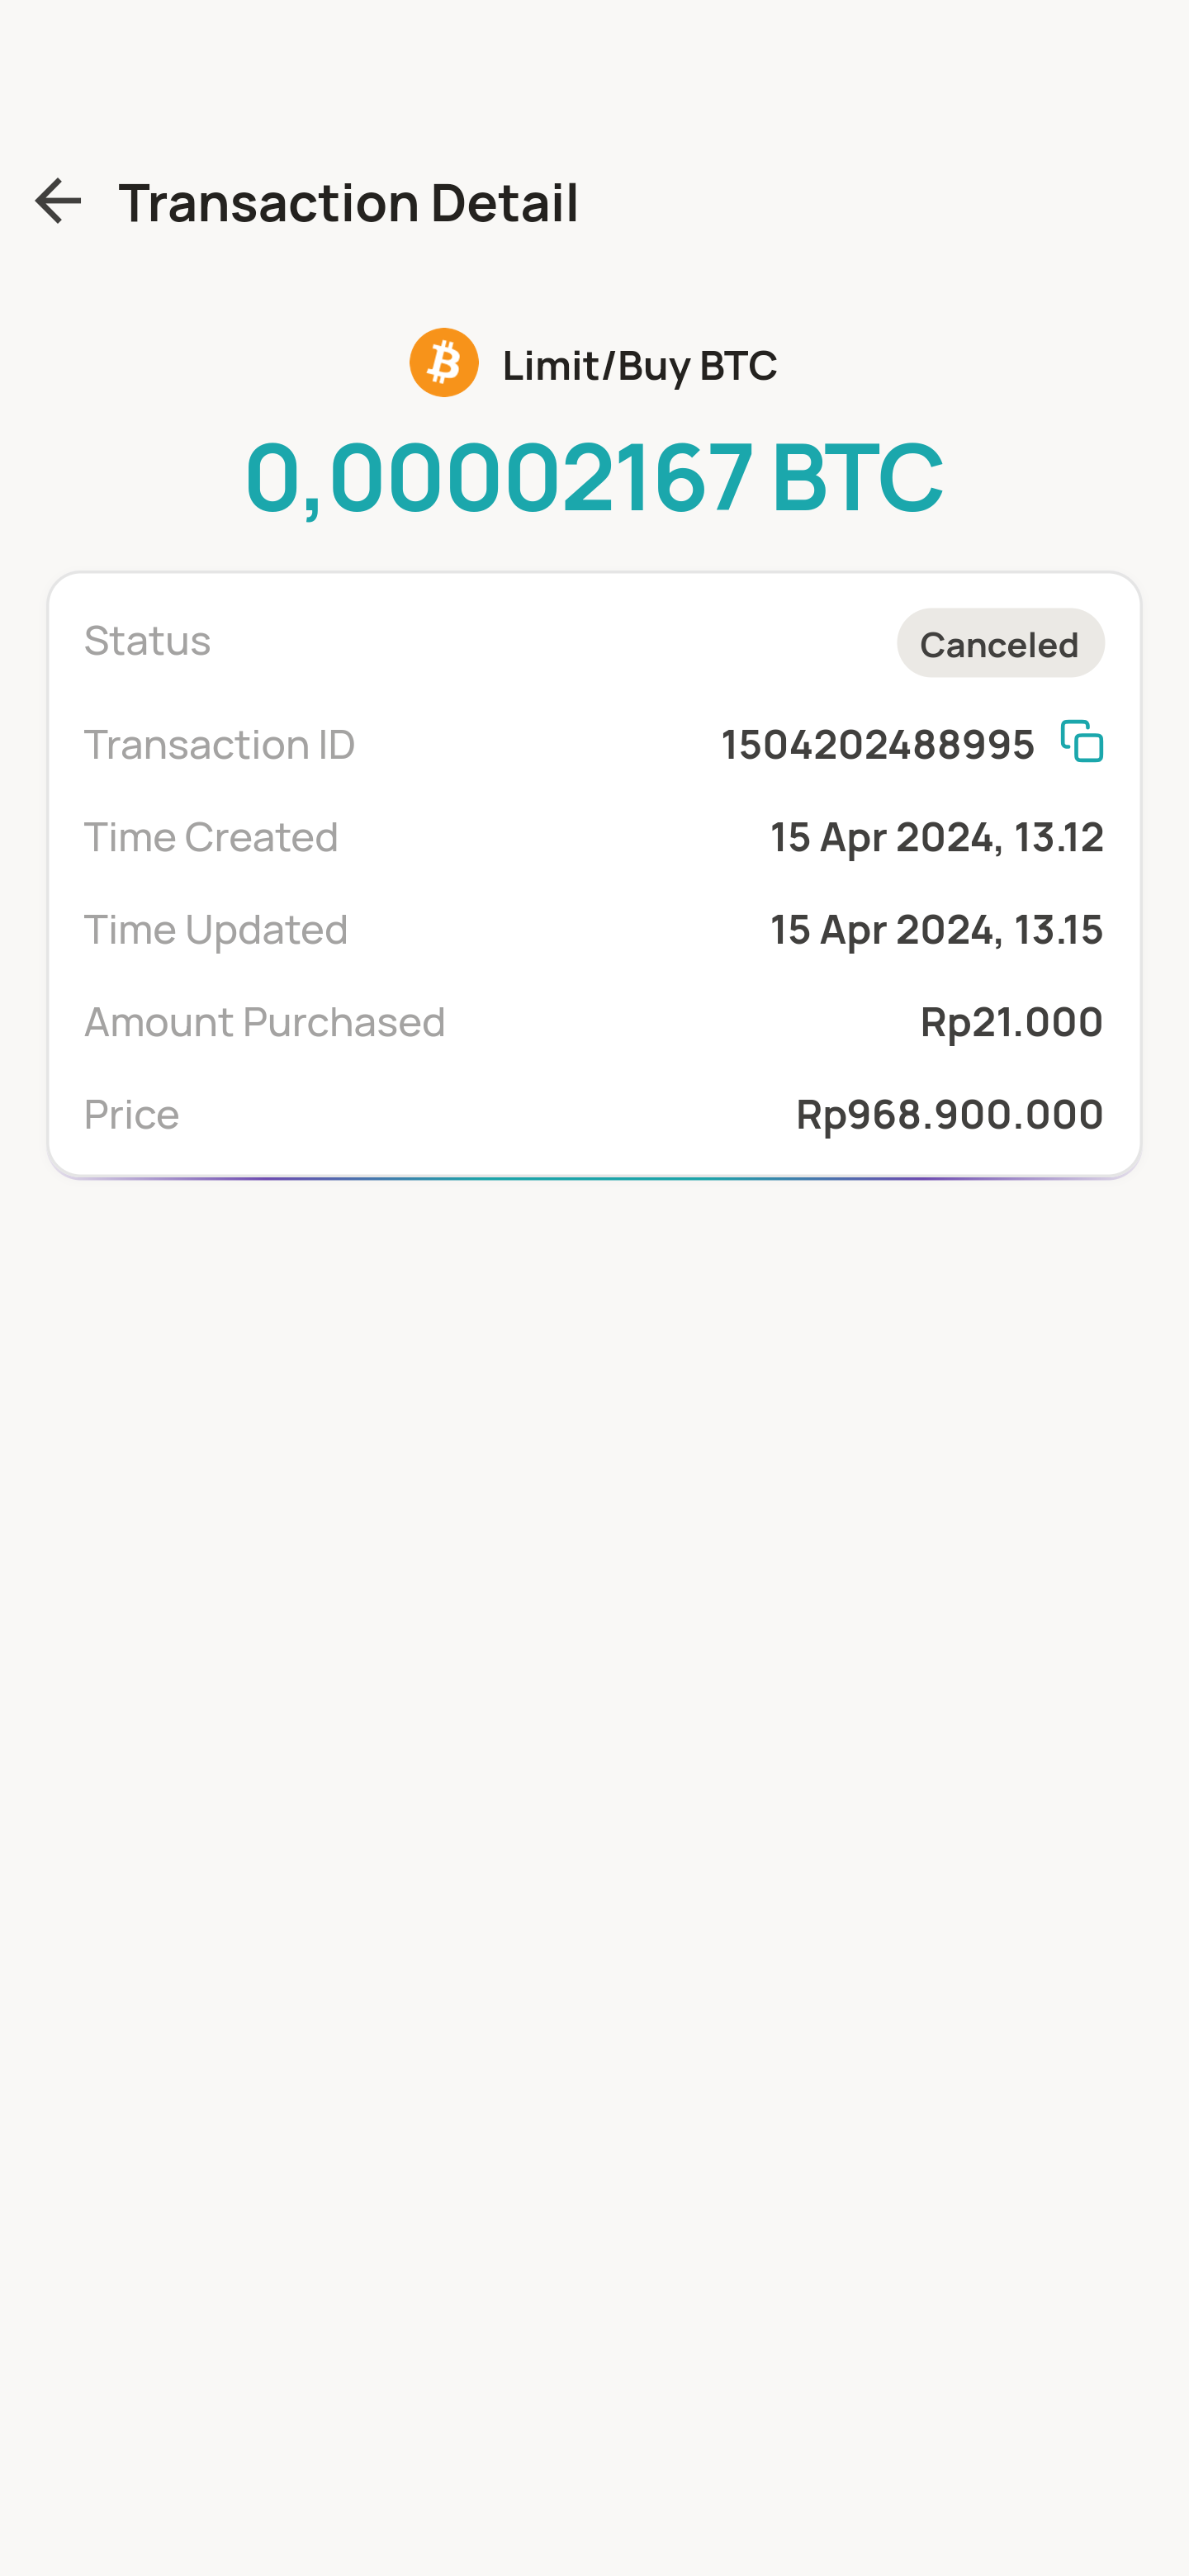 Transaction Detail
Limit/Buy BTC
0,00002167 BTC
Status Canceled
Transaction ID 1504202488995
Time Created 15 Apr 2024, 13.12
Time Updated 15 Apr 2024, 13.15
Amount Purchased Rp21.000
Price Rp968.900.000